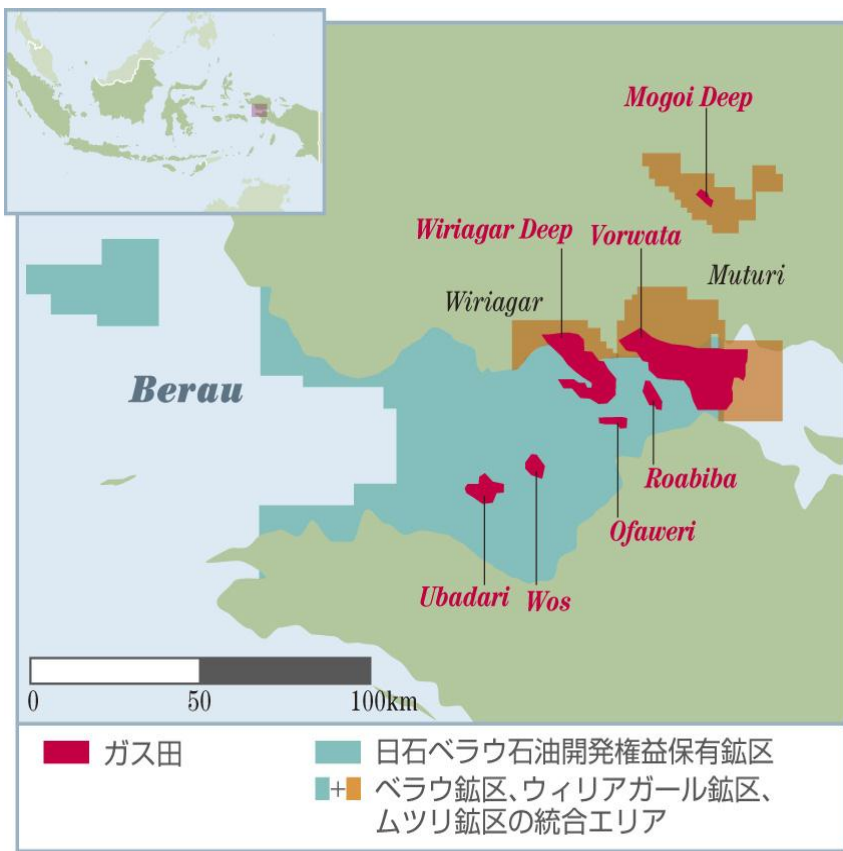 Mogoi Deep
Wiriagar Deep
Vorwata
Wiriagar
Muturi
Berau
Roabiba
Ofaweri
Ubadari
Wos
0
50
100km
ガス田
日石ベラウ石油開発権益保有鉱区
+
ベラウ鉱区、ウィリアガール鉱区、
ムツリ鉱区の統合エリア